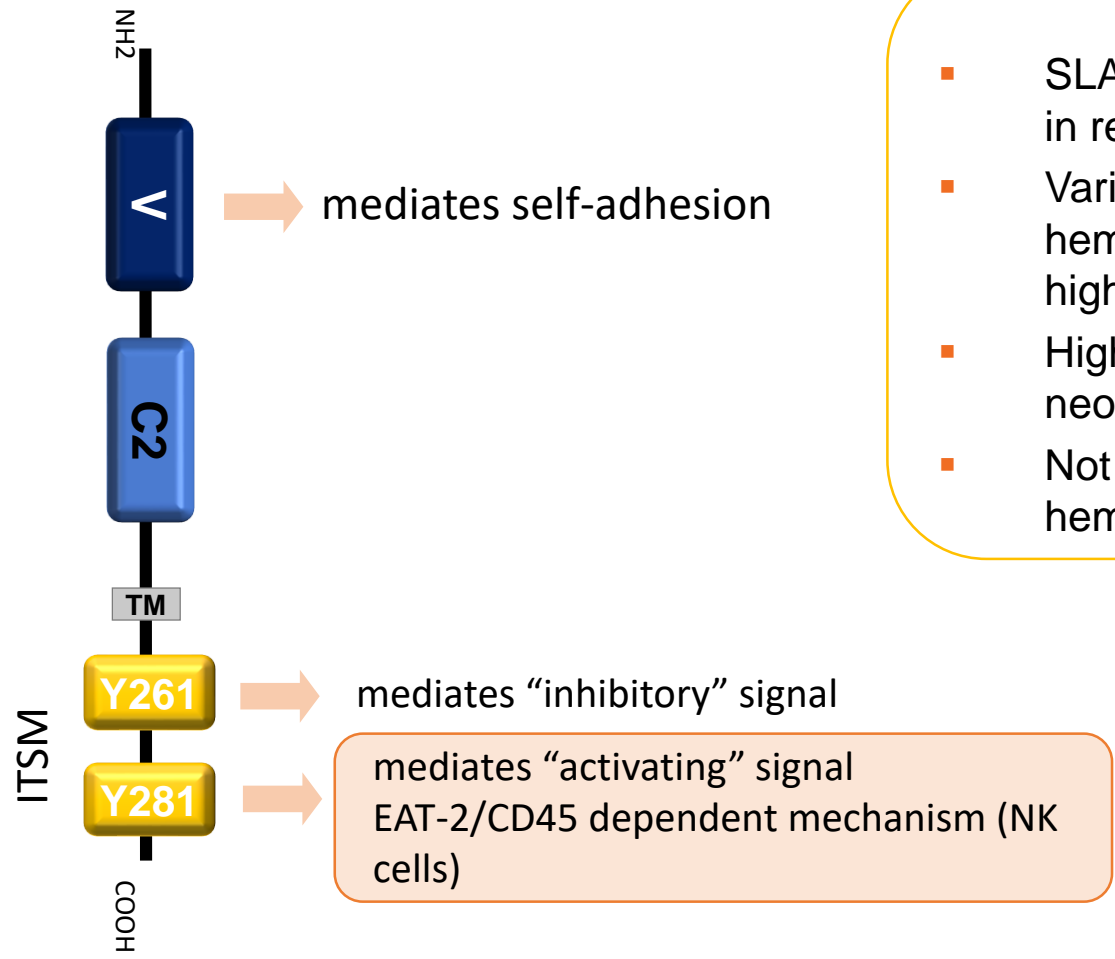 NH2
V
mediates self-adhesion
C2
TM
Y261
mediates “inhibitory” signal
ITSM
Y281
mediates “activating” signal
EAT-2/CD45 dependent mechanism (NK
cells)
COOH
▪ SLA
in re
▪ Vari
hem
high
▪ High
neo
▪ Not
hem